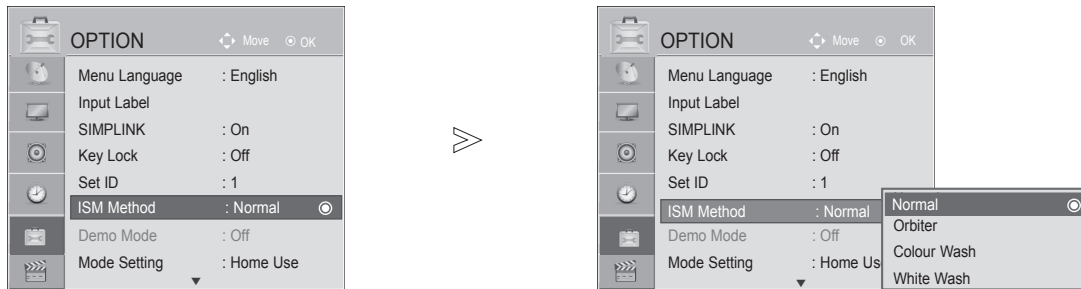 OPTION Move OK
Menu Language : English
Input Label
SIMPLINK : On
Key Lock : Off
Set ID : 1
ISM Method : Normal
Demo Mode : Off
Mode Setting : Home Use
OPTION Move OK
Menu Language : English
Input Label
SIMPLINK : On
Key Lock : Off
Set ID : 1
ISM Method : Normal
Demo Mode : Off
Mode Setting : Home Us
Normal
Orbiter
Colour Wash
White Wash